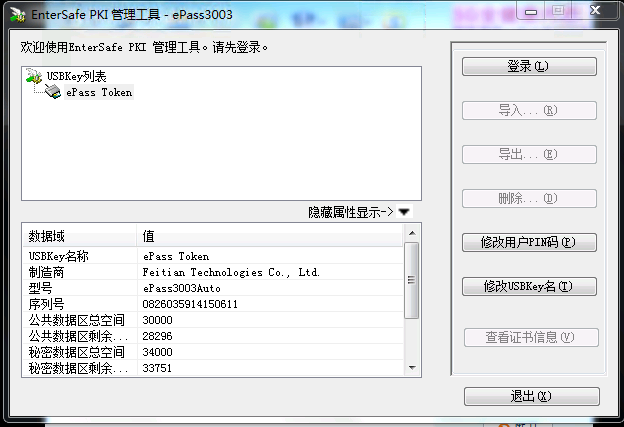 EnterSafe PKI 管理工具 - ePass3003
欢迎使用EnterSafe PKI 管理工具。请先登录。
USBKey列表
ePass Token
隐藏属性显示->
数据域 值
USBKey名称 ePass Token
制造商 Feitian Technologies Co., Ltd.
型号 ePass3003Auto
序列号 0826035914150611
公共数据区总空间 30000
公共数据区剩余... 28296
秘密数据区总空间 34000
秘密数据区剩余... 33751
登录(L)
导入...(R)
导出...(E)
删除...(D)
修改用户PIN码(P)
修改USBKey名(T)
查看证书信息(V)
退出(X)